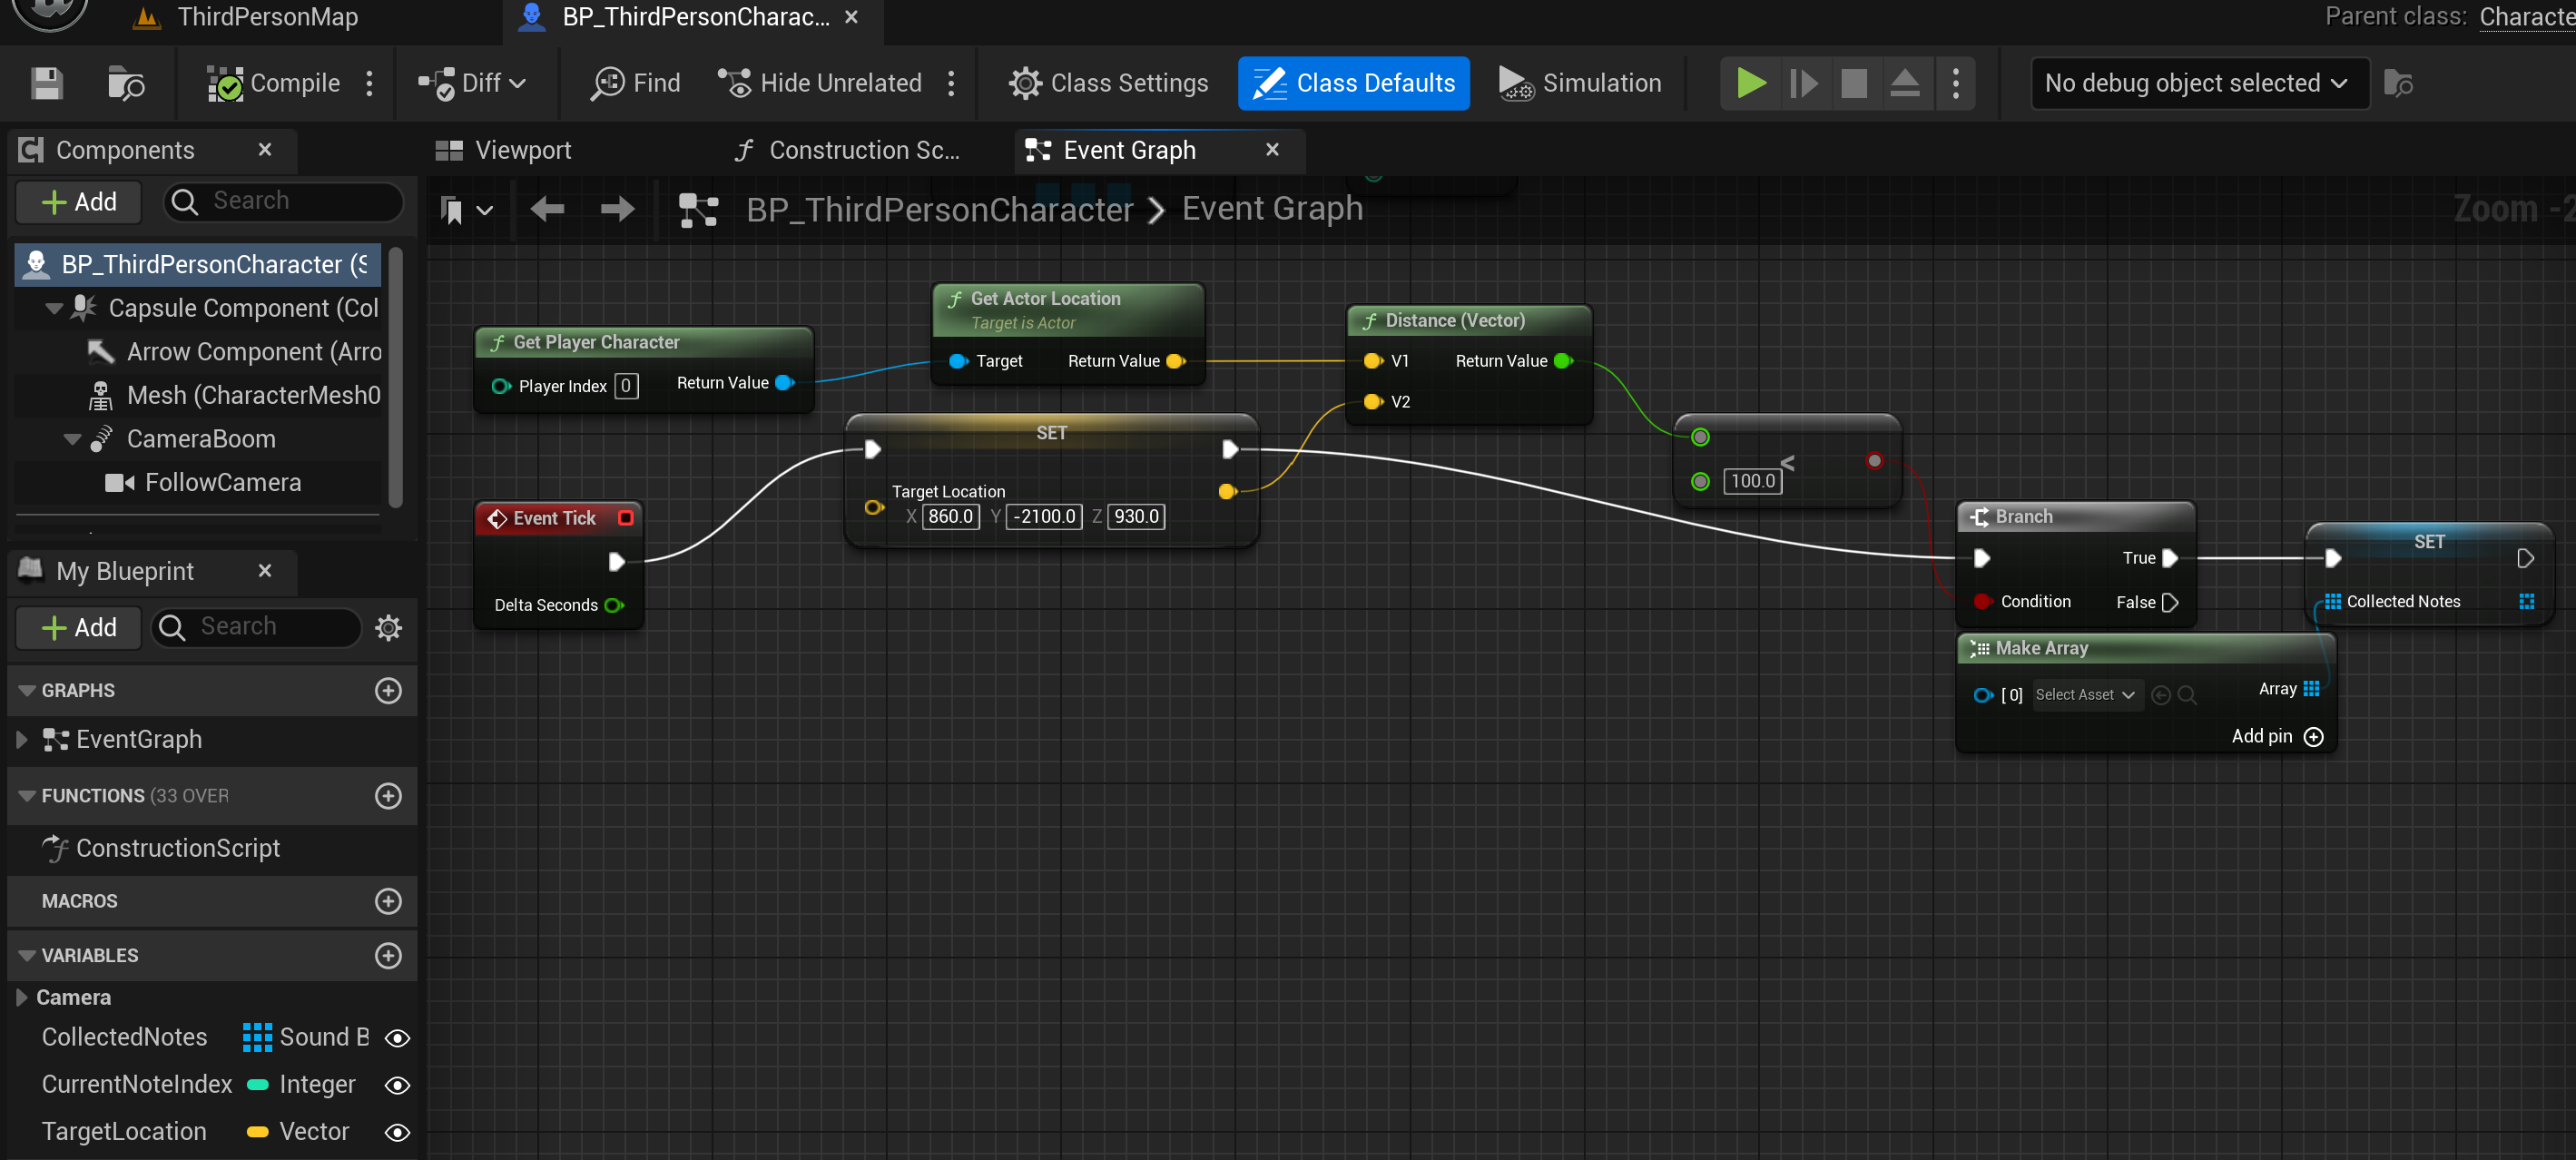 ThirdPersonMap
BP_ThirdPersonCharac...
Parent class: Characte
Compile
Diff
Find
Hide Unrelated
Class Settings
Class Defaults
Simulation
No debug object selected
Components
Viewport
Construction Sc...
Event Graph
Add
Search
BP_ThirdPersonCharacter > Event Graph
Zoom -2
BP_ThirdPersonCharacter (S
Capsule Component (Col
Arrow Component (Arro
Mesh (CharacterMesh0
CameraBoom
FollowCamera
My Blueprint
Add
Search
GRAPHS
EventGraph
FUNCTIONS (33 OVER
ConstructionScript
MACROS
VARIABLES
Camera
CollectedNotes Sound B
CurrentNoteIndex Integer
TargetLocation Vector
Get Player Character
Player Index 0
Return Value
Get Actor Location
Target is Actor
Target Return Value
Distance (Vector)
V1 Return Value
V2
SET
Target Location
X 860.0 Y -2100.0 Z 930.0
Event Tick
Delta Seconds
<
100.0
Branch
True
Condition False
SET
Collected Notes
Make Array
[0] Select Asset
Array
Add pin